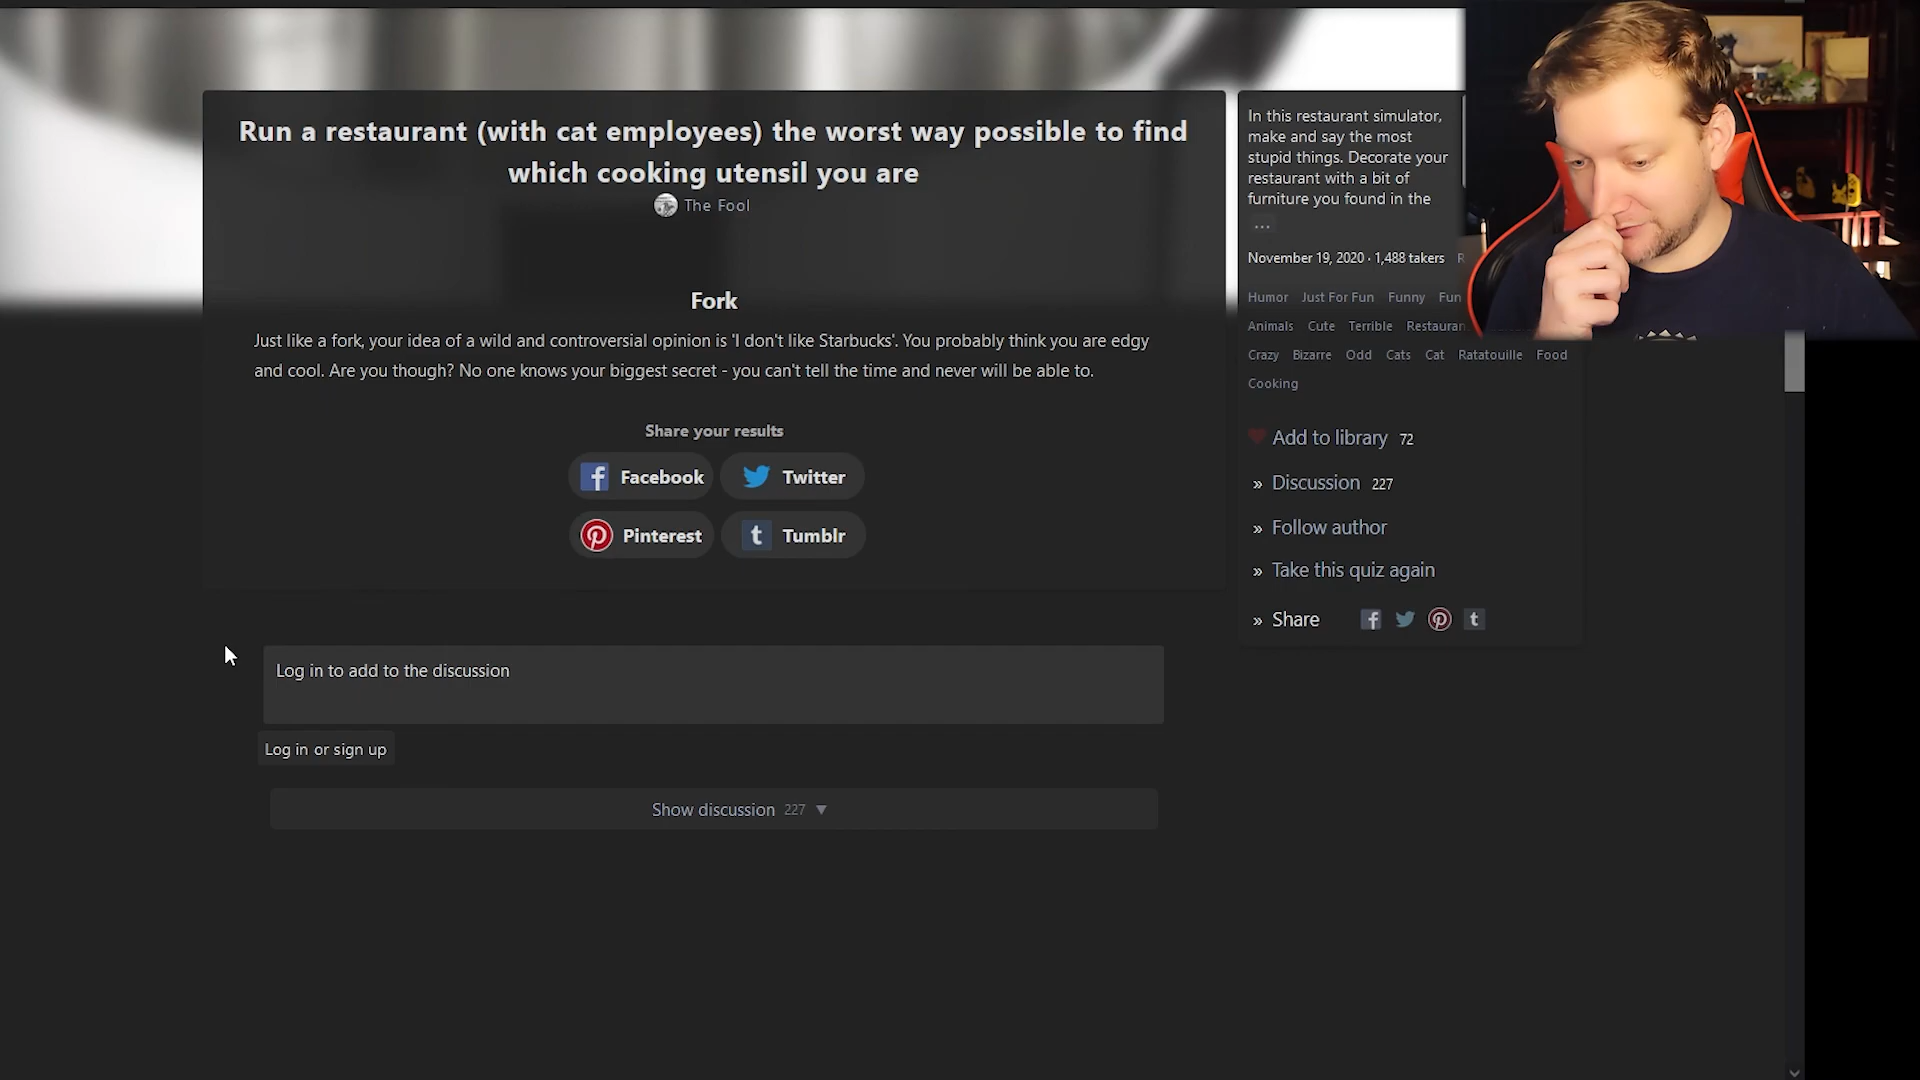 Run a restaurant (with cat employees) the worst way possible to find
which cooking utensil you are
The Fool
Fork
Just like a fork, your idea of a wild and controversial opinion is 'I don't like Starbucks'. You probably think you are edgy
and cool. Are you though? No one knows your biggest secret - you can't tell the time and never will be able to.
Share your results
Facebook
Twitter
Pinterest
Tumblr
Log in to add to the discussion
Log in or sign up
Show discussion 227 ▼
In this restaurant simulator,
make and say the most
stupid things. Decorate your
restaurant with a bit of
furniture you found in the
...
November 19, 2020 · 1,488 takers
Humor Just For Fun Funny Fun
Animals Cute Terrible
Crazy Bizarre Odd Cats Cat Ratatouille Food
Cooking
Add to library 72
» Discussion 227
» Follow author
» Take this quiz again
» Share